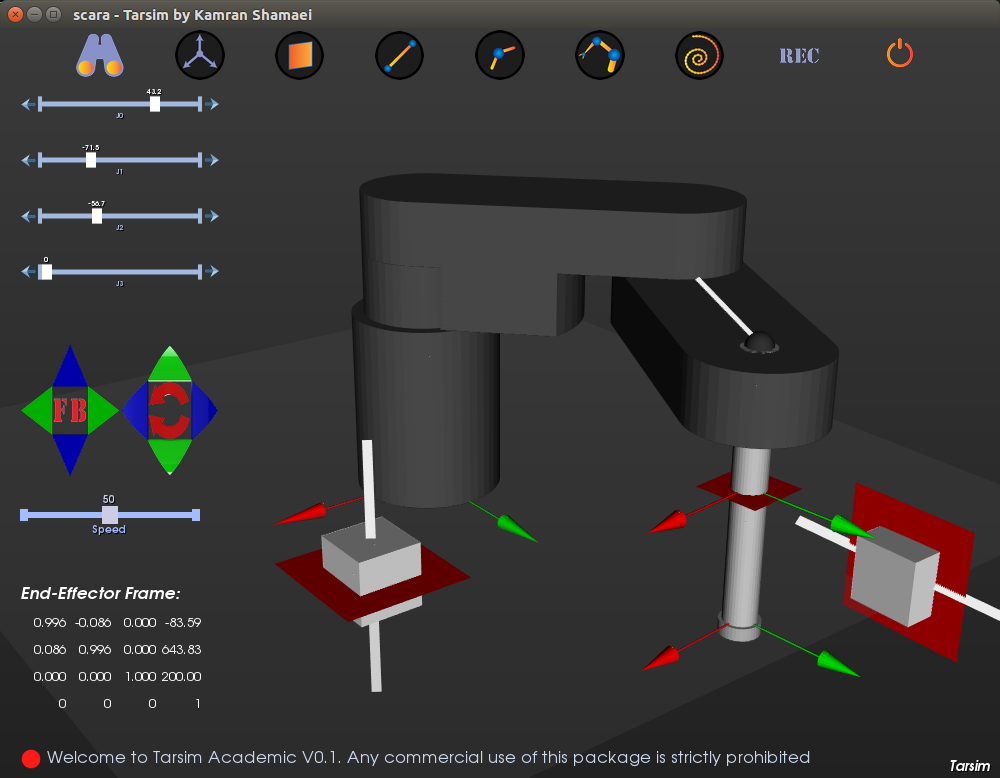 scara - Tarsim by Kamran Shamaei
REC
43.2
J0
-71.5
J1
-56.7
J2
0
J3
FB
50
Speed
End-Effector Frame:
0.996 -0.086 0.000 -83.59
0.086 0.996 0.000 643.83
0.000 0.000 1.000 200.00
0 0 0 1
Welcome to Tarsim Academic V0.1. Any commercial use of this package is strictly prohibited
Tarsim